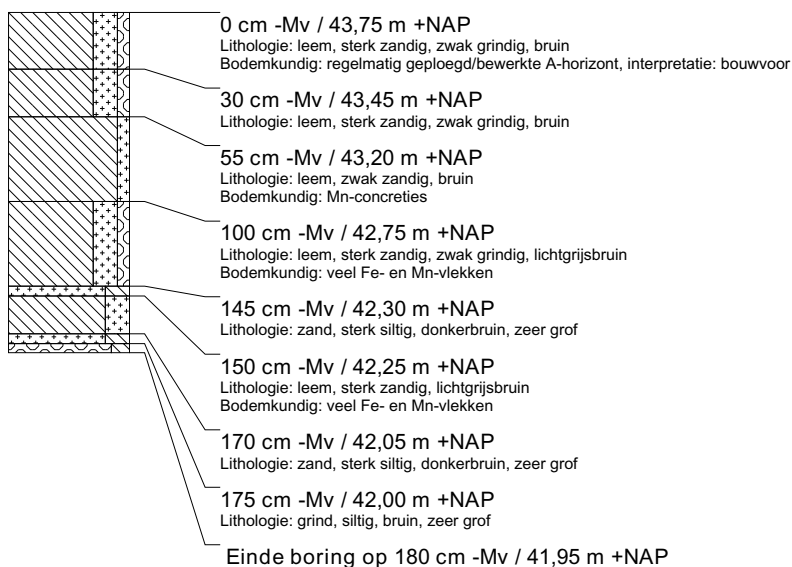 0 cm -Mv / 43,75 m +NAP
Lithologie: leem, sterk zandig, zwak grindig, bruin
Bodemkundig: regelmatig geploegd/bewerkte A-horizont, interpretatie: bouwvoor
30 cm -Mv / 43,45 m +NAP
Lithologie: leem, sterk zandig, zwak grindig, bruin
55 cm -Mv / 43,20 m +NAP
Lithologie: leem, zwak zandig, bruin
Bodemkundig: Mn-concreties
100 cm -Mv / 42,75 m +NAP
Lithologie: leem, sterk zandig, zwak grindig, lichtgrijsbruin
Bodemkundig: veel Fe- en Mn-vlekken
145 cm -Mv / 42,30 m +NAP
Lithologie: zand, sterk siltig, donkerbruin, zeer grof
150 cm -Mv / 42,25 m +NAP
Lithologie: leem, sterk zandig, lichtgrijsbruin
Bodemkundig: veel Fe- en Mn-vlekken
170 cm -Mv / 42,05 m +NAP
Lithologie: zand, sterk siltig, donkerbruin, zeer grof
175 cm -Mv / 42,00 m +NAP
Lithologie: grind, siltig, bruin, zeer grof
Einde boring op 180 cm -Mv / 41,95 m +NAP